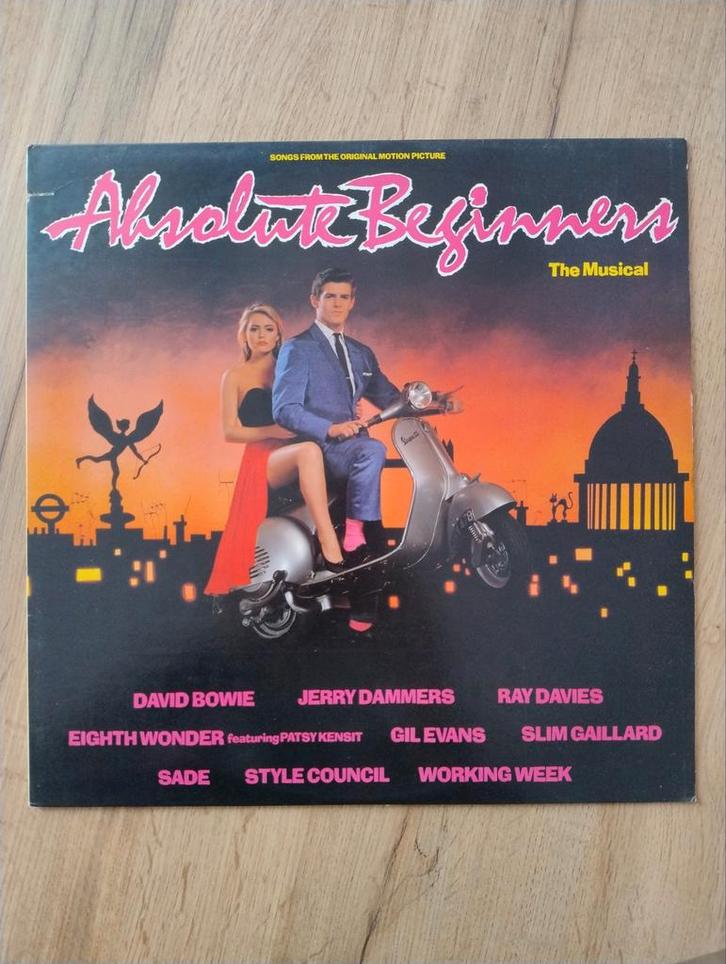 SONGS FROM THE ORIGINAL MOTION PICTURE
Absolute Beginners
The Musical
Vespa
DAVID BOWIE JERRY DAMMERS RAY DAVIES
EIGHTH WONDER featuring PATSY KENSIT GIL EVANS SLIM GAILLARD
SADE STYLE COUNCIL WORKING WEEK